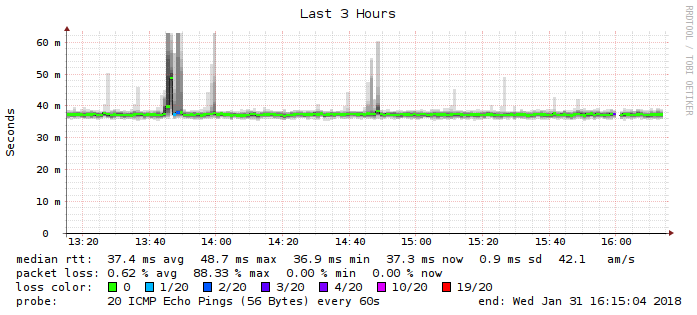 Last 3 Hours
RRDTOOL / TOBI OETIKER
Seconds
60 m
50 m
40 m
30 m
20 m
10 m
0
13:20 13:40 14:00 14:20 14:40 15:00 15:20 15:40 16:00
median rtt: 37.4 ms avg 48.7 ms max 36.9 ms min 37.3 ms now 0.9 ms sd 42.1 am/s
packet loss: 0.62 % avg 88.33 % max 0.00 % min 0.00 % now
loss color: 0 1/20 2/20 3/20 4/20 10/20 19/20
probe: 20 ICMP Echo Pings (56 Bytes) every 60s end: Wed Jan 31 16:15:04 2018